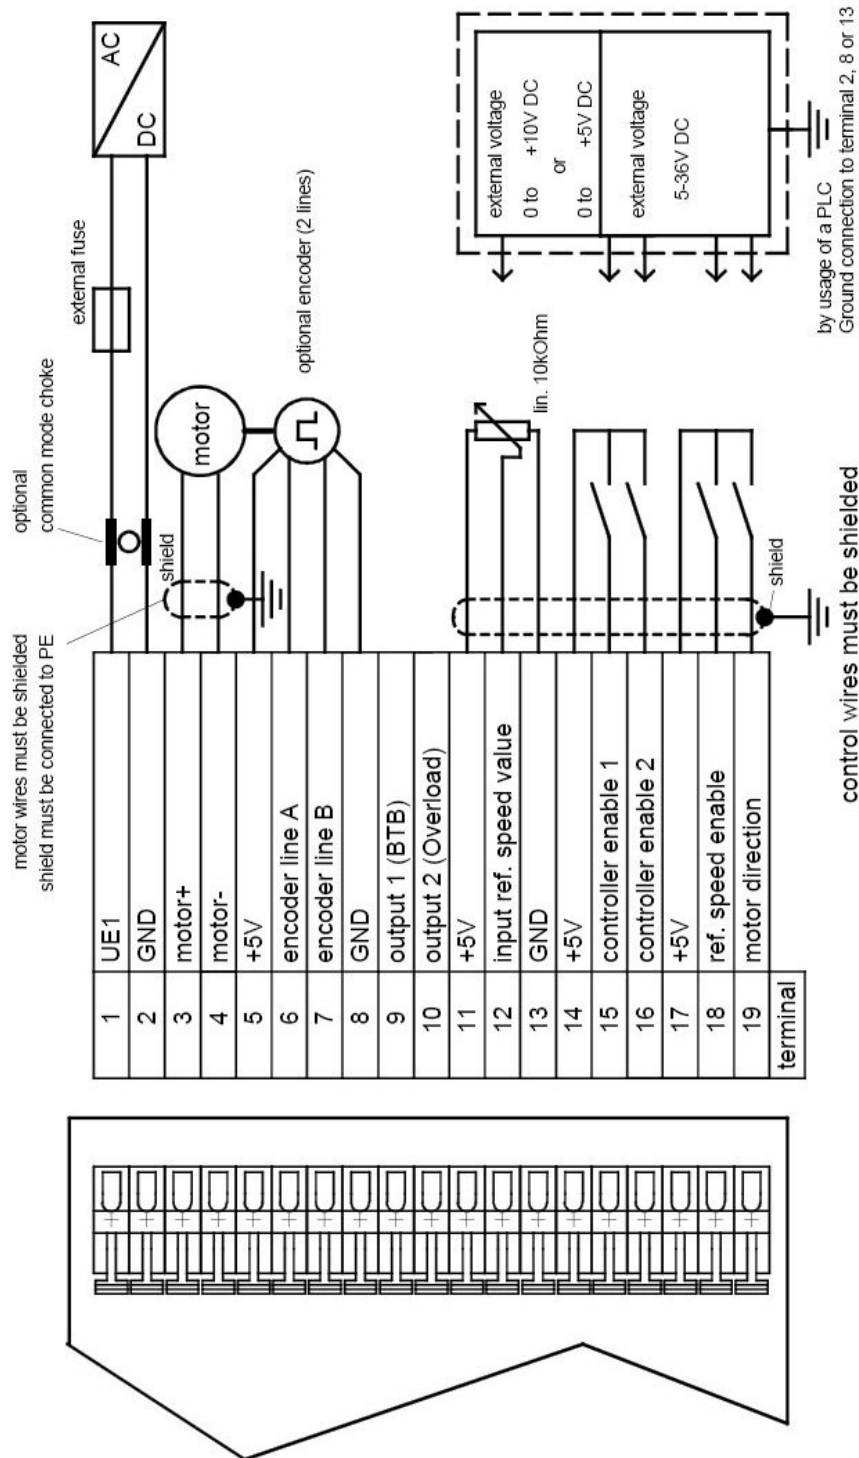 motor wires must be shielded
shield must be connected to PE
optional
common mode choke
external fuse
AC
DC
shield
motor
optional encoder (2 lines)
1 UE1
2 GND
3 motor+
4 motor-
5 +5V
6 encoder line A
7 encoder line B
8 GND
9 output 1 (BTB)
10 output 2 (Overload)
11 +5V
12 input ref. speed value
13 GND
14 +5V
15 controller enable 1
16 controller enable 2
17 +5V
18 ref. speed enable
19 motor direction
terminal
lin. 10kOhm
shield
control wires must be shielded
external voltage
0 to +10V DC
or
0 to +5V DC
external voltage
5-36V DC
by usage of a PLC
Ground connection to terminal 2, 8 or 13